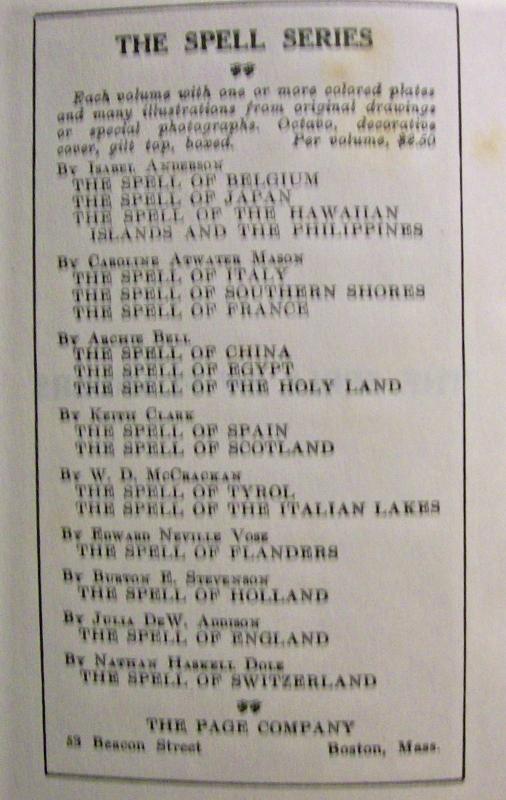 THE SPELL SERIES
Each volume with one or more colored plates
and many illustrations from original drawings
or special photographs. Octavo, decorative
cover, gilt top, boxed. Per volume, $2.50
By Isabel Anderson
THE SPELL OF BELGIUM
THE SPELL OF JAPAN
THE SPELL OF THE HAWAIIAN
ISLANDS AND THE PHILIPPINES
By Caroline Atwater Mason
THE SPELL OF ITALY
THE SPELL OF SOUTHERN SHORES
THE SPELL OF FRANCE
By Archie Bell
THE SPELL OF CHINA
THE SPELL OF EGYPT
THE SPELL OF THE HOLY LAND
By Keith Clark
THE SPELL OF SPAIN
THE SPELL OF SCOTLAND
By W. D. McCrackan
THE SPELL OF TYROL
THE SPELL OF THE ITALIAN LAKES
By Edward Neville Vose
THE SPELL OF FLANDERS
By Burton E. Stevenson
THE SPELL OF HOLLAND
By Julia DeW. Addison
THE SPELL OF ENGLAND
By Nathan Haskell Dole
THE SPELL OF SWITZERLAND
THE PAGE COMPANY
53 Beacon Street Boston, Mass.